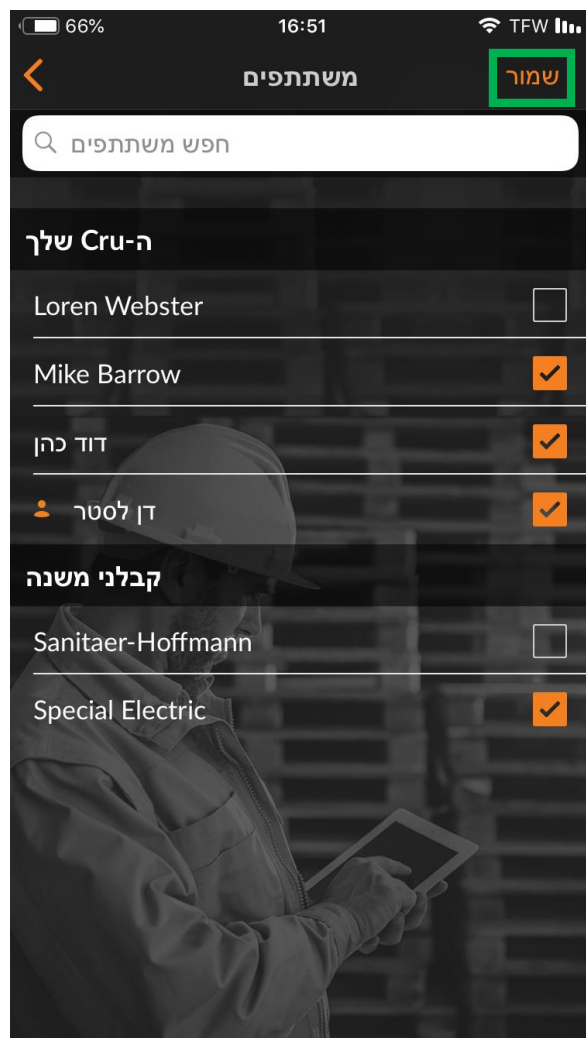 66% 16:51 TFW
משתתפים שמור
חפש משתתפים
ה-Cru שלך
Loren Webster
Mike Barrow
דוד כהן
דן לסטר
קבלני משנה
Sanitaer-Hoffmann
Special Electric